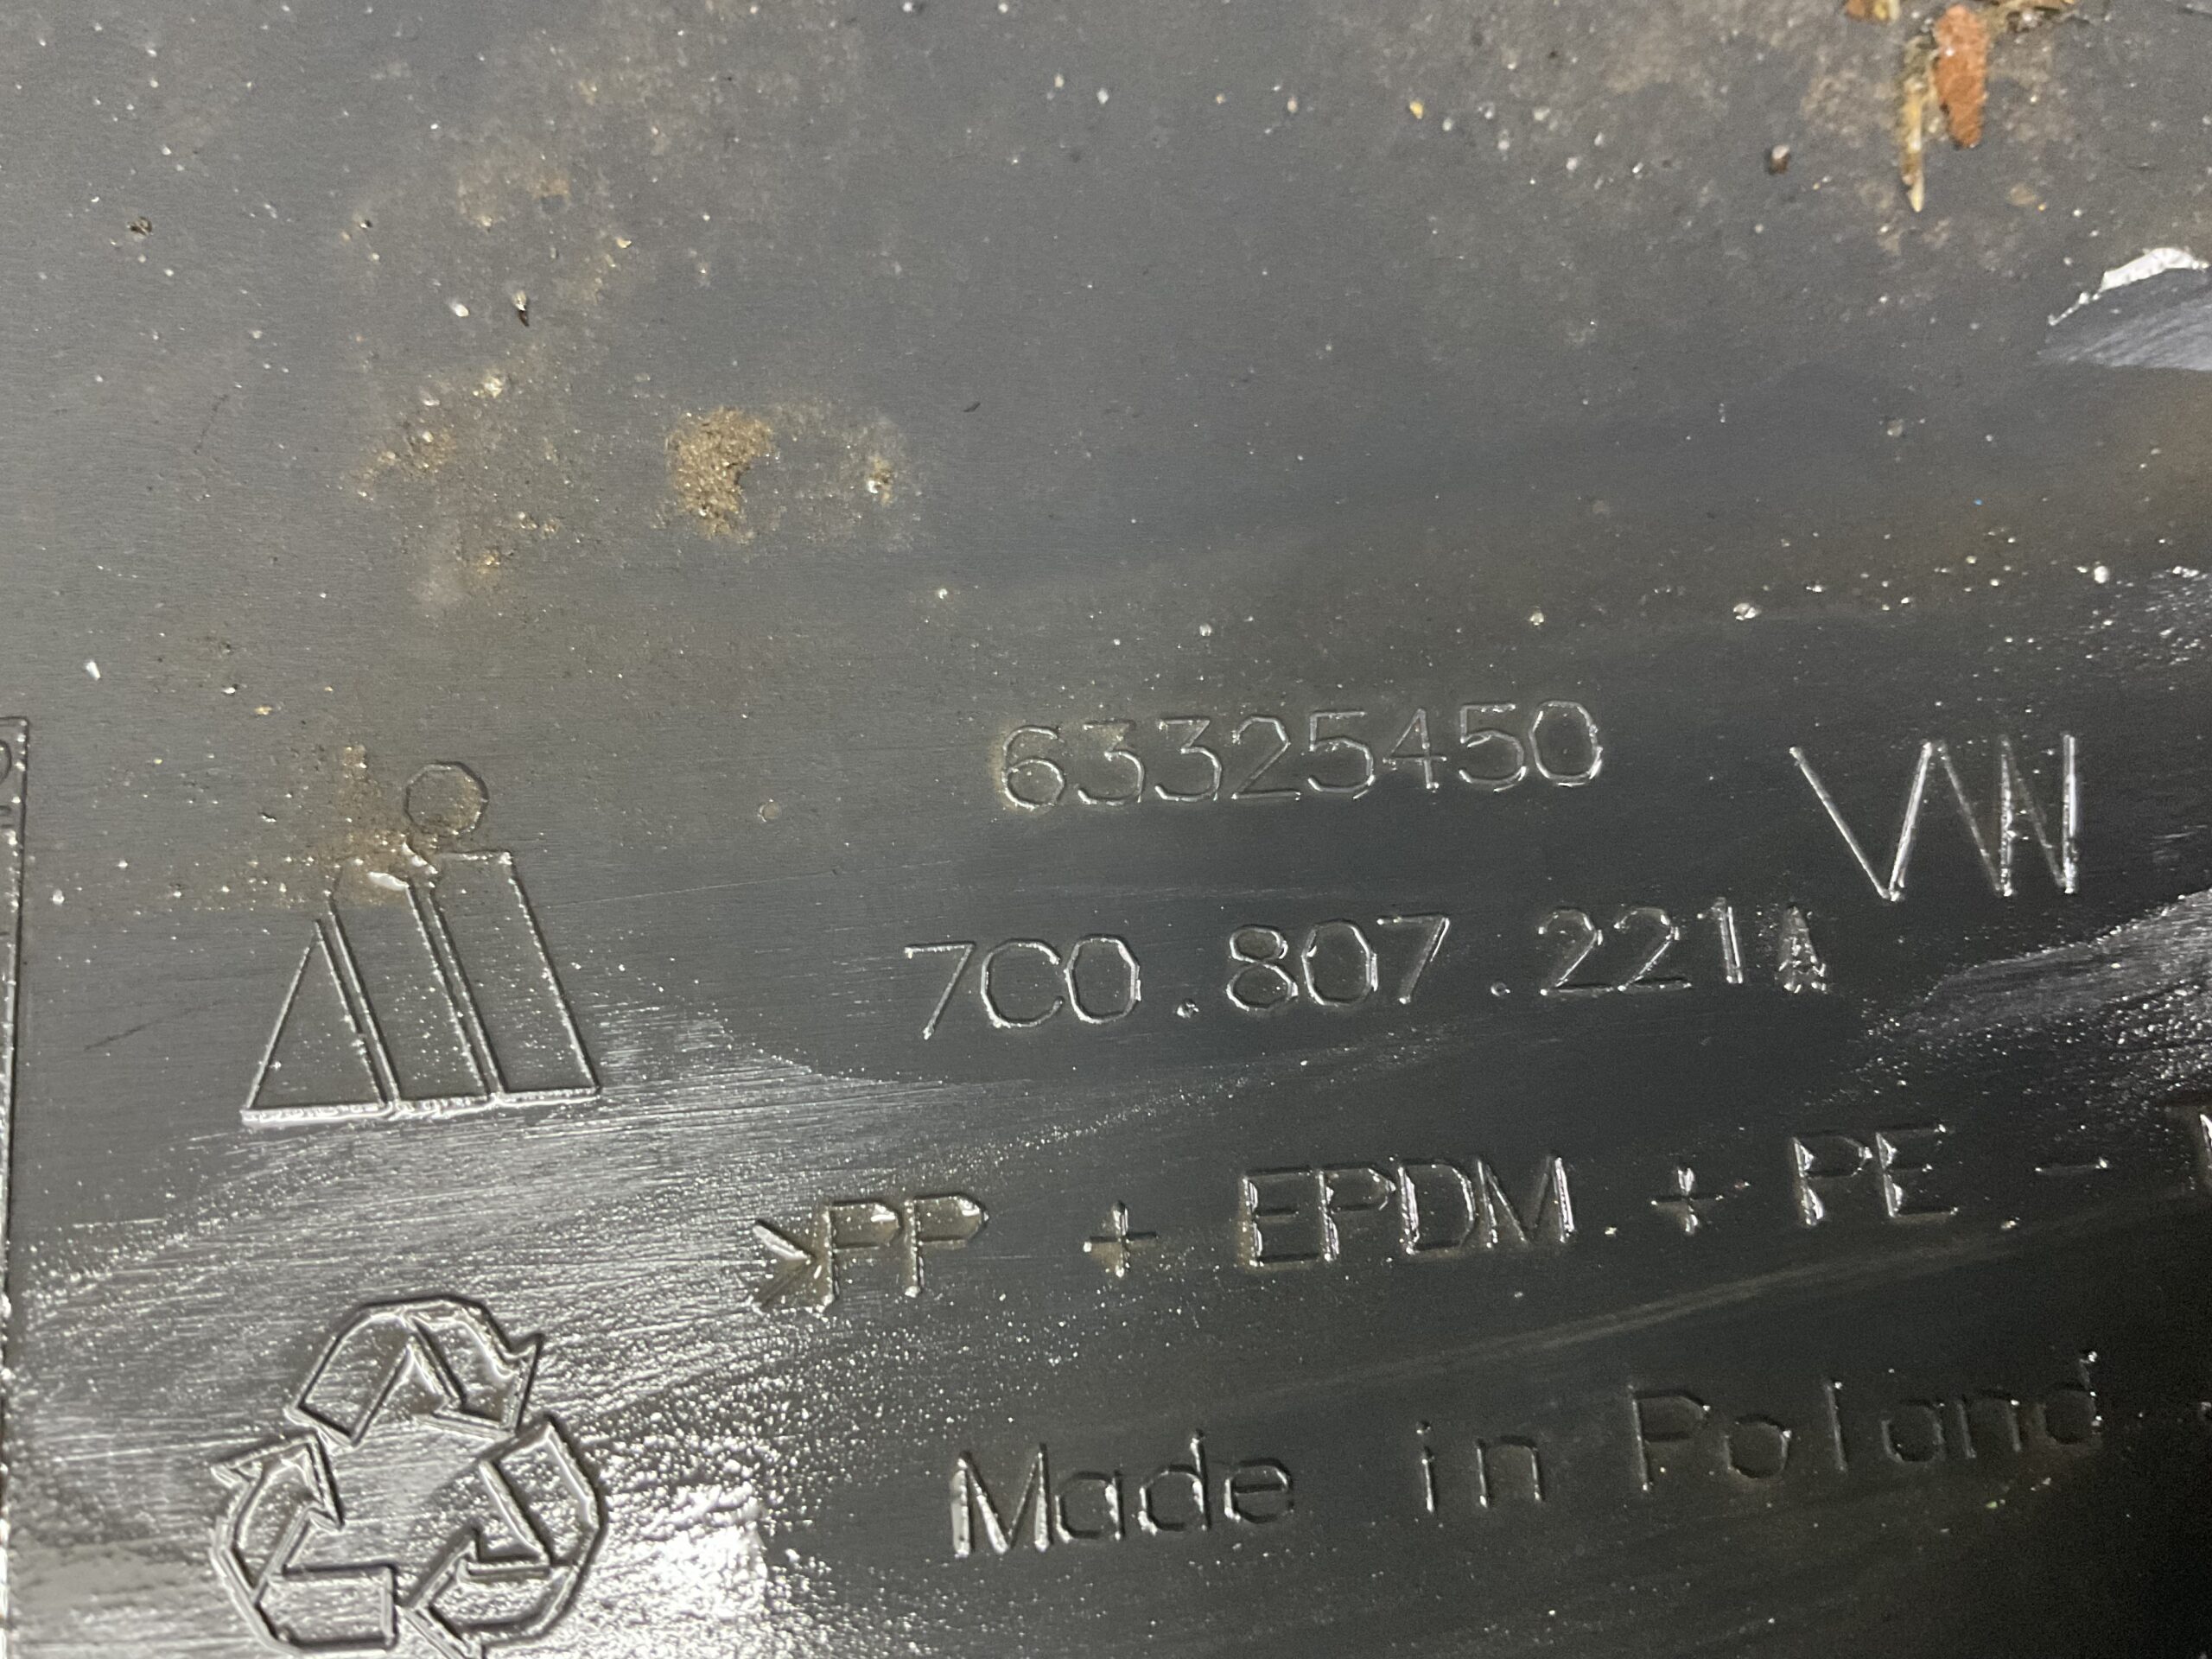 63325450
VW
7C0.807.221A
>PP + EPDM + PE -
Made in Poland